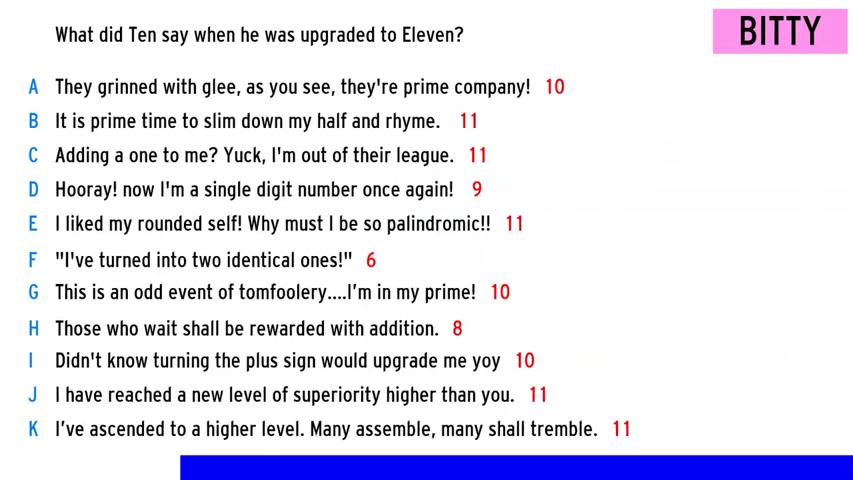 What did Ten say when he was upgraded to Eleven?
BITTY
A They grinned with glee, as you see, they're prime company! 10
B It is prime time to slim down my half and rhyme. 11
C Adding a one to me? Yuck, I'm out of their league. 11
D Hooray! now I'm a single digit number once again! 9
E I liked my rounded self! Why must I be so palindromic!! 11
F "I've turned into two identical ones!" 6
G This is an odd event of tomfoolery....I'm in my prime! 10
H Those who wait shall be rewarded with addition. 8
I Didn't know turning the plus sign would upgrade me yoy 10
J I have reached a new level of superiority higher than you. 11
K I've ascended to a higher level. Many assemble, many shall tremble. 11